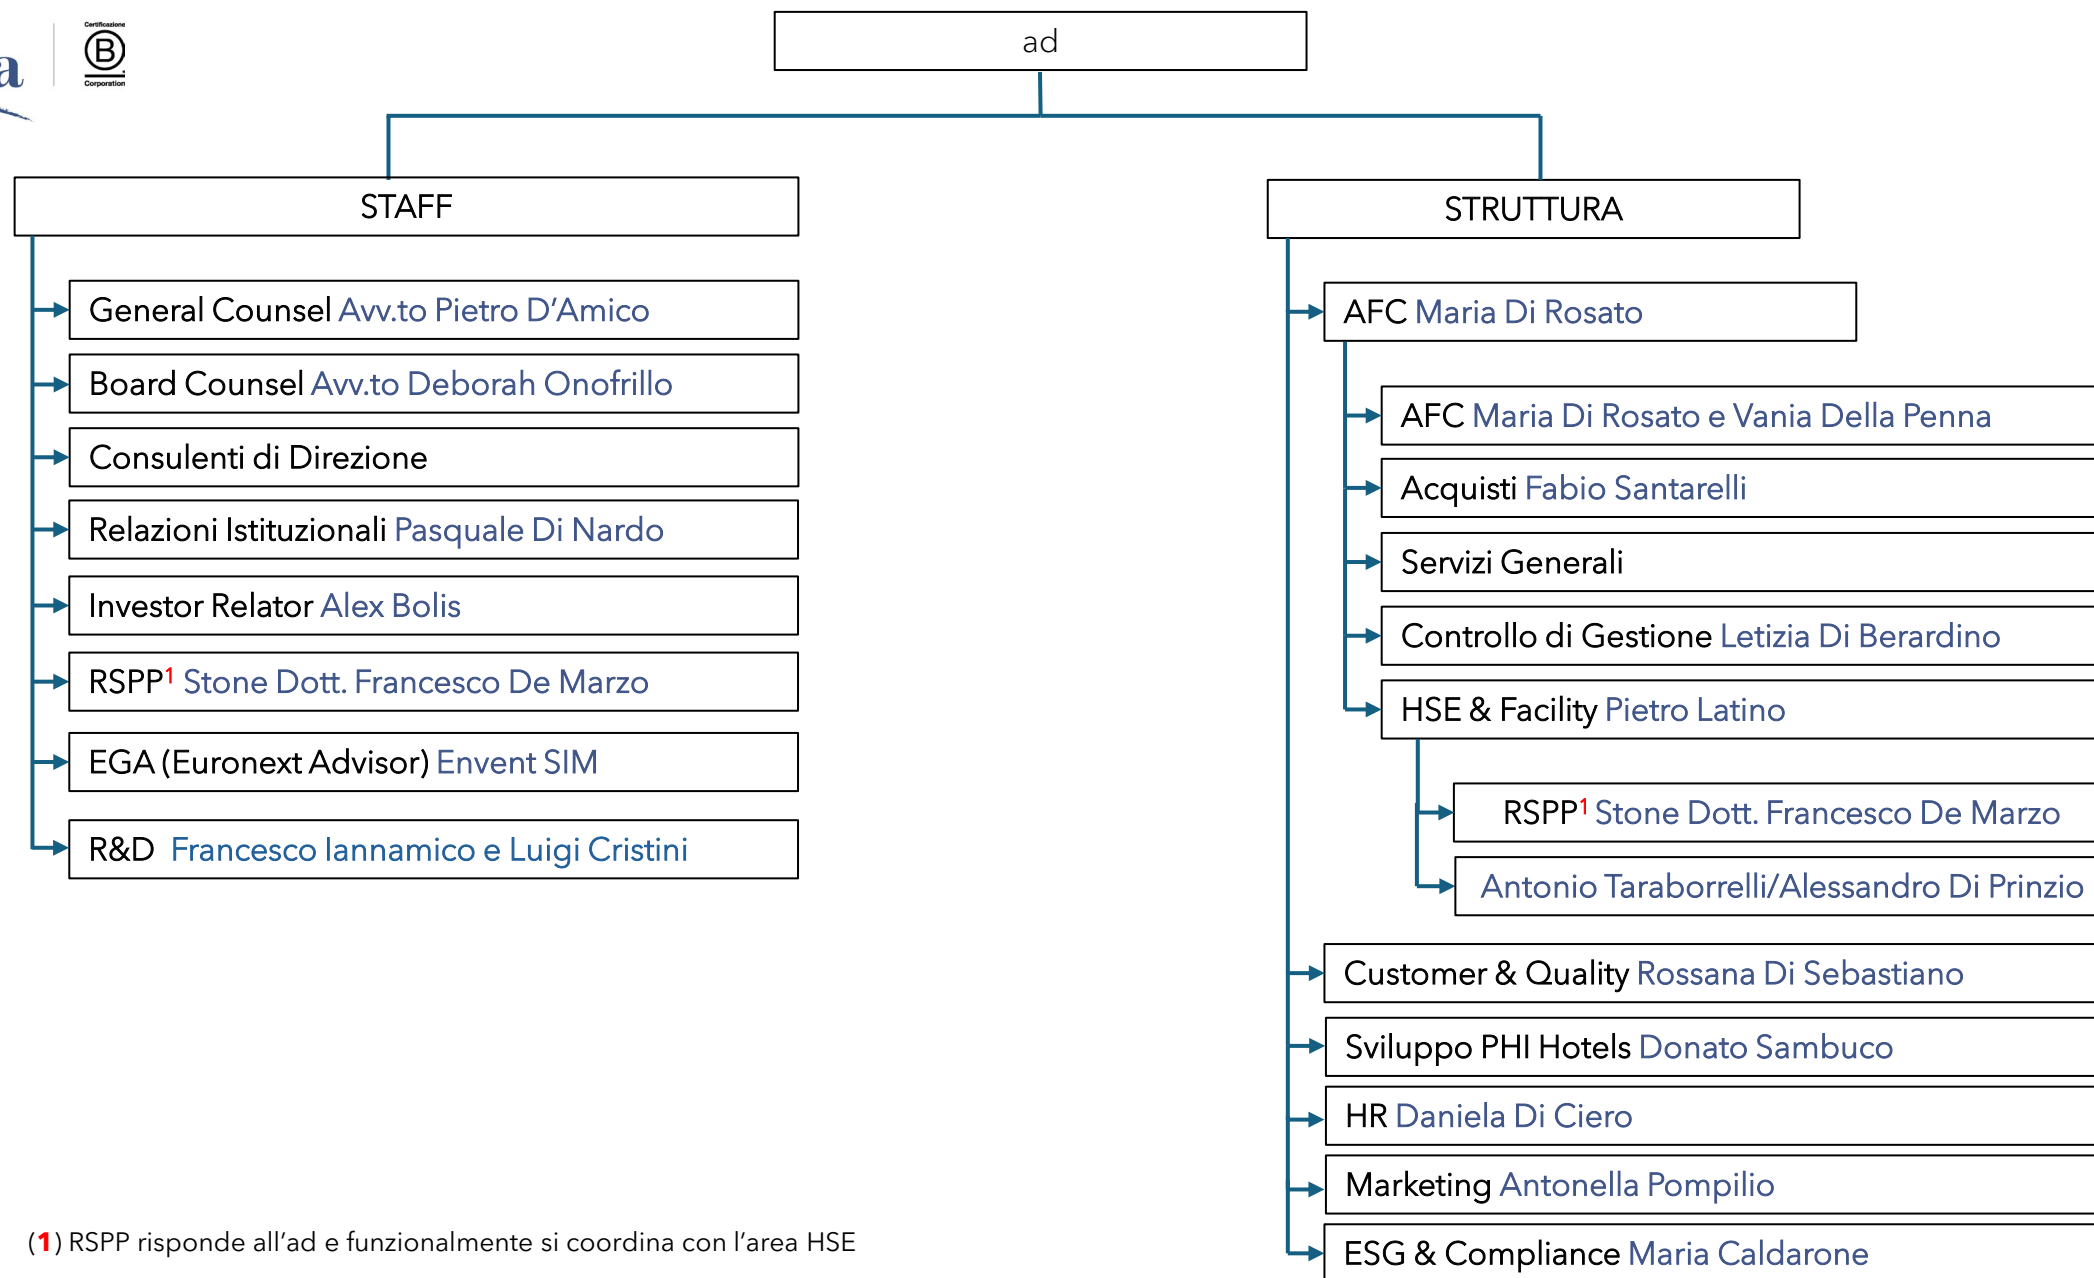 Certificazione
B
Corporation
a
ad
STAFF
General Counsel Avv.to Pietro D’Amico
Board Counsel Avv.to Deborah Onofrillo
Consulenti di Direzione
Relazioni Istituzionali Pasquale Di Nardo
Investor Relator Alex Bolis
RSPP¹ Stone Dott. Francesco De Marzo
EGA (Euronext Advisor) Envent SIM
R&D Francesco Iannamico e Luigi Cristini
STRUTTURA
AFC Maria Di Rosato
AFC Maria Di Rosato e Vania Della Penna
Acquisti Fabio Santarelli
Servizi Generali
Controllo di Gestione Letizia Di Berardino
HSE & Facility Pietro Latino
RSPP¹ Stone Dott. Francesco De Marzo
Antonio Taraborrelli/Alessandro Di Prinzio
Customer & Quality Rossana Di Sebastiano
Sviluppo PHI Hotels Donato Sambuco
HR Daniela Di Ciero
Marketing Antonella Pompilio
ESG & Compliance Maria Caldarone
(1) RSPP risponde all’ad e funzionalmente si coordina con l’area HSE